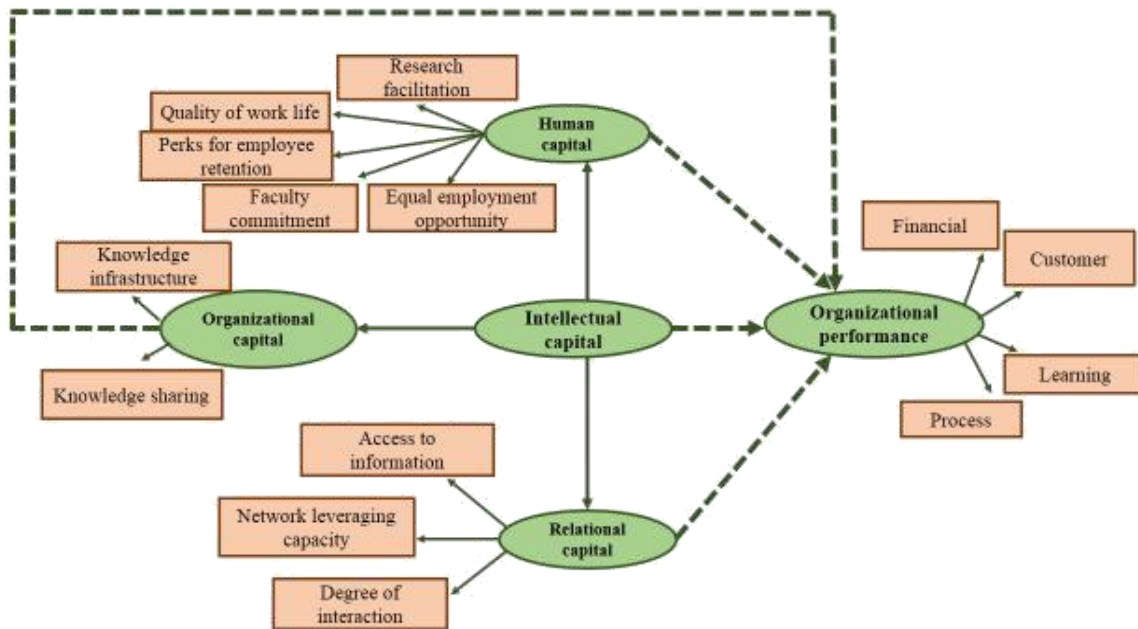 Research
facilitation
Quality of work life
Human
capital
Perks for employee
retention
Faculty
commitment
Equal employment
opportunity
Financial
Customer
Knowledge
infrastructure
Organizational
capital
Intellectual
capital
Organizational
performance
Knowledge sharing
Learning
Process
Access to
information
Network leveraging
capacity
Relational
capital
Degree of
interaction